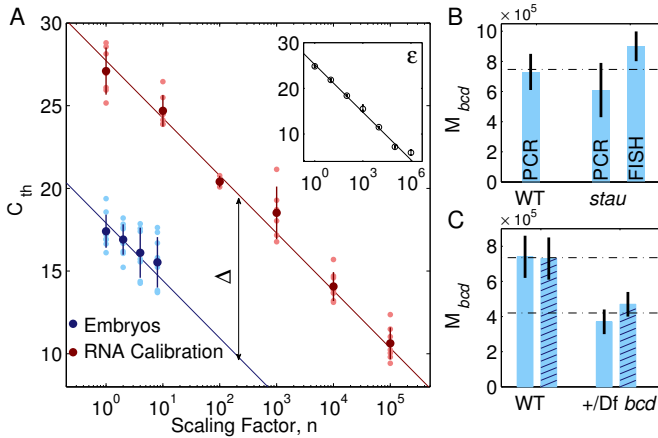 A
30
25
20
15
10
C_th
10^0 10^1 10^2 10^3 10^4 10^5
Scaling Factor, n
Embryos
RNA Calibration
Δ
ε
30
20
10
10^0 10^2 10^4 10^6
B
× 10^5
8
6
4
2
0
M_bcd
PCR PCR FISH
WT stau
C
× 10^5
8
6
4
2
0
M_bcd
WT +/Df bcd